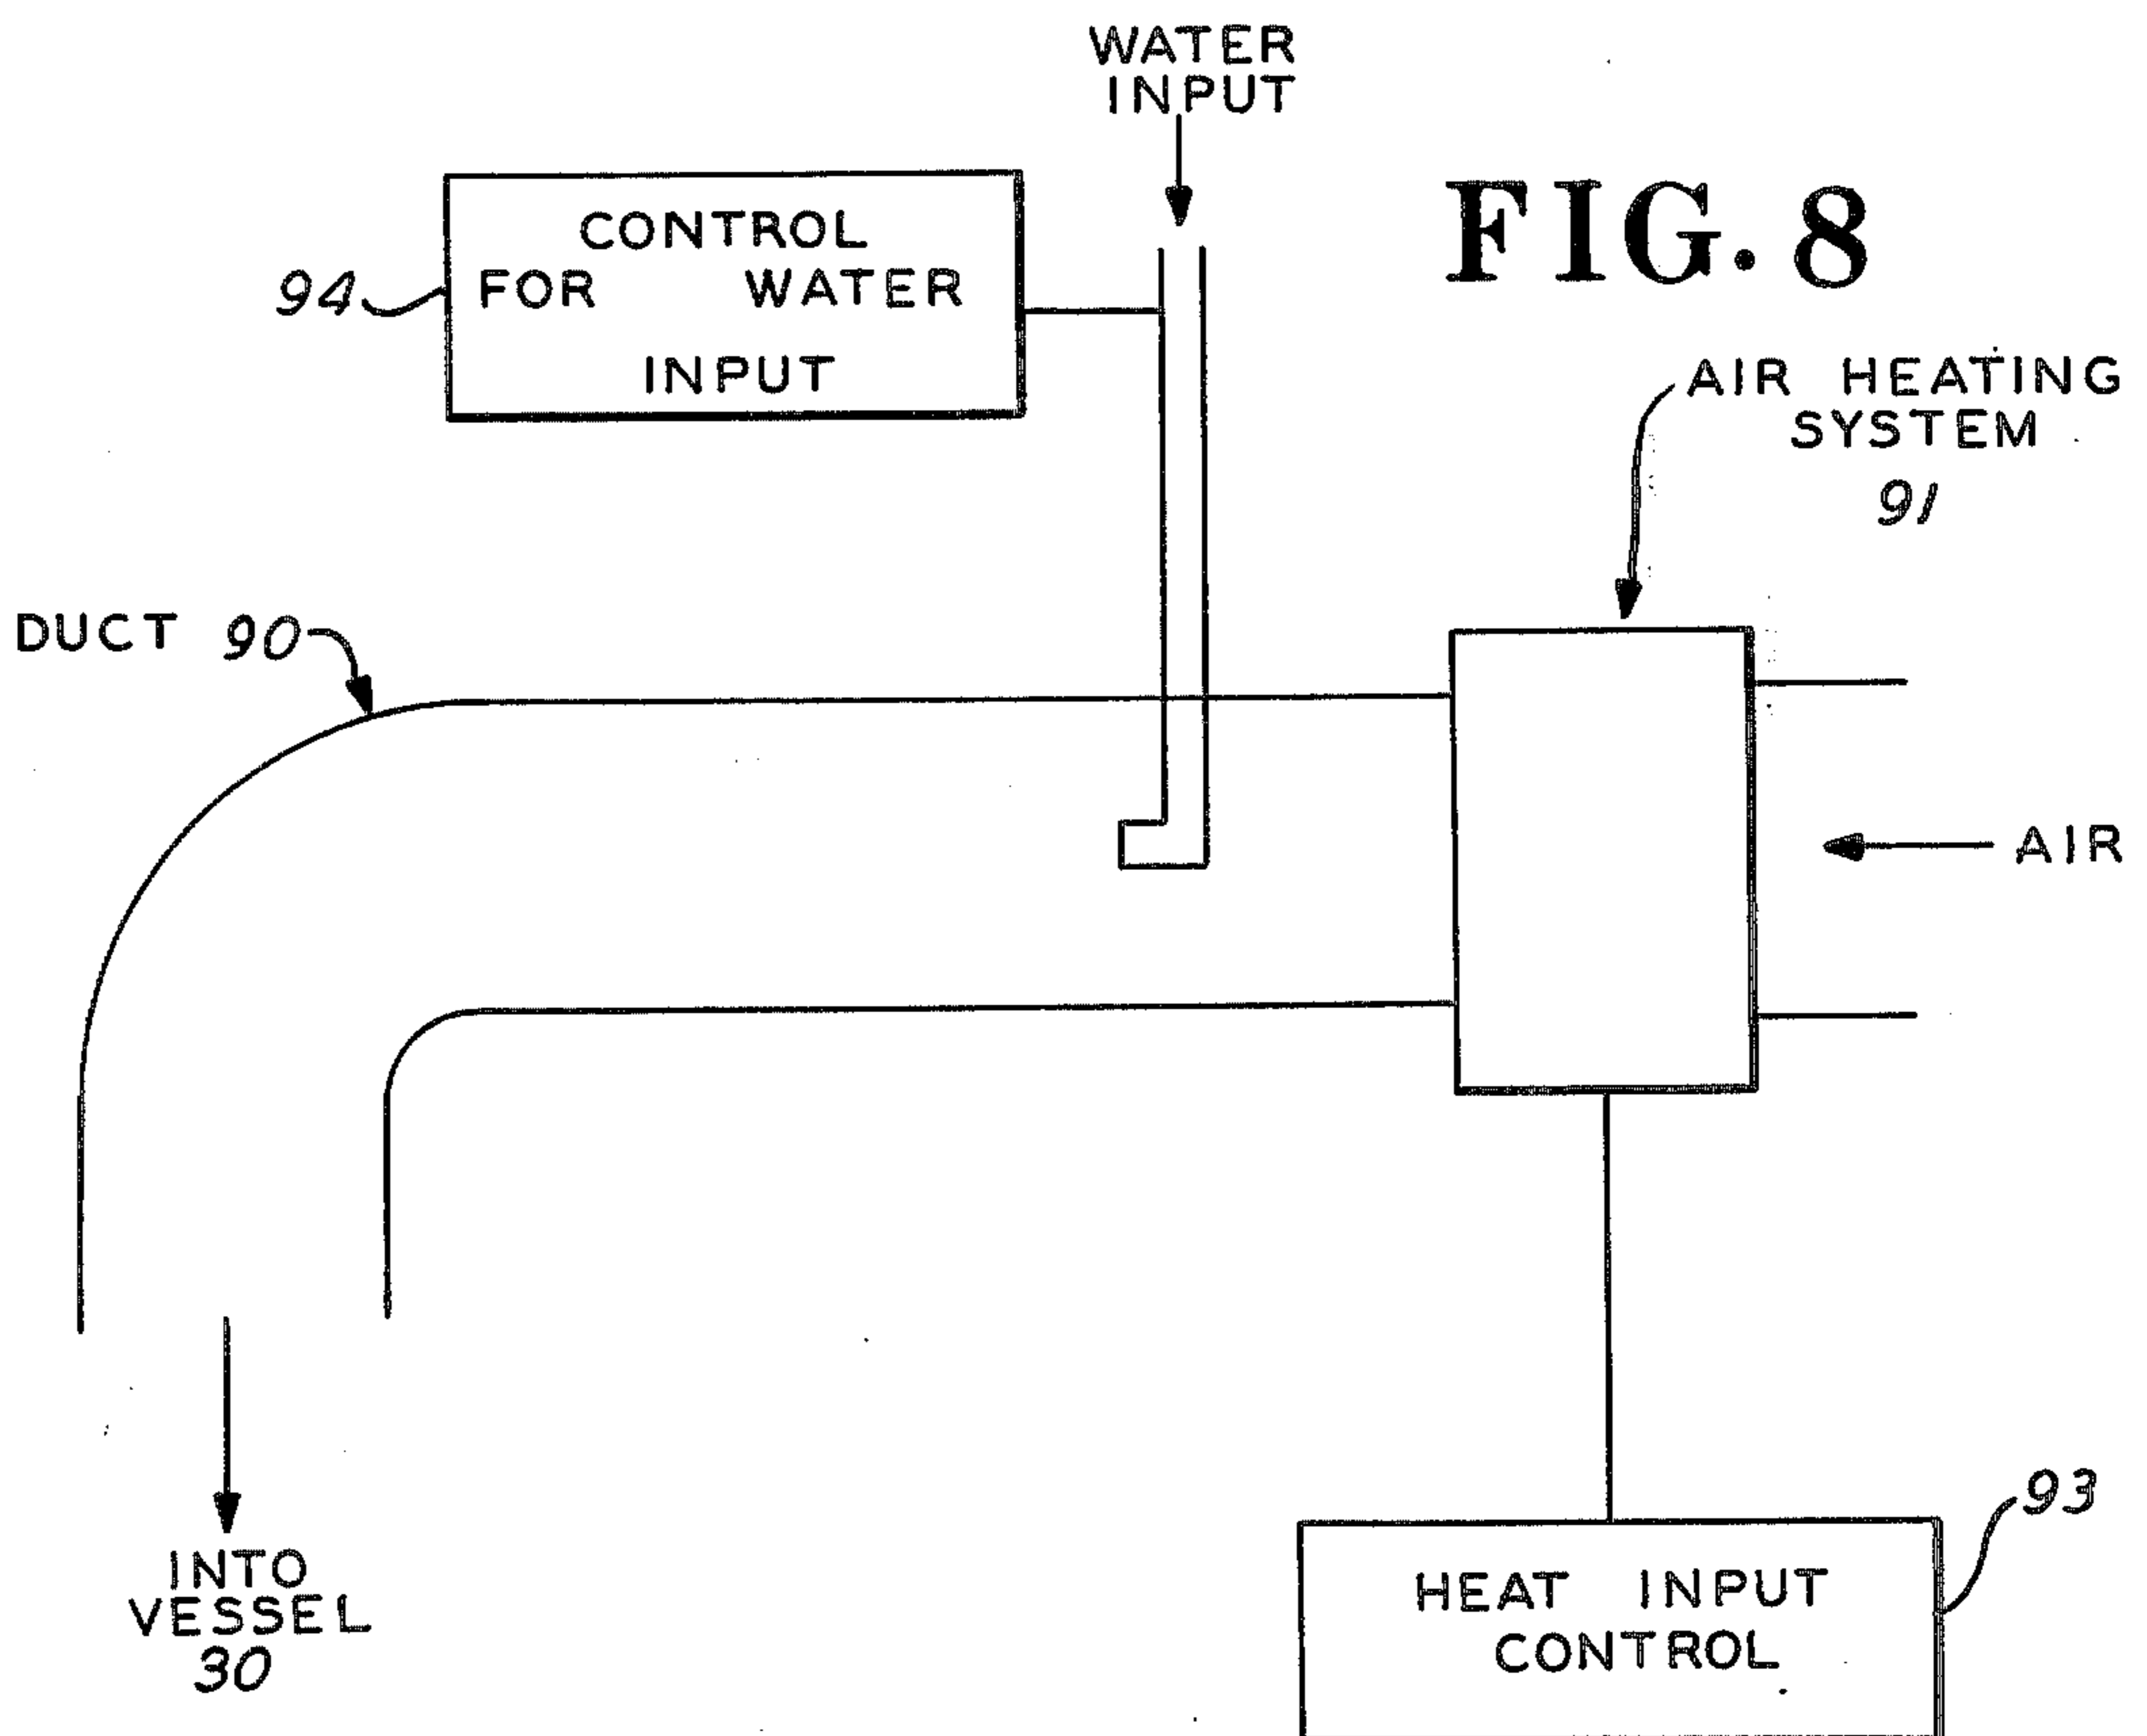 WATER
INPUT
FIG. 8
CONTROL
FOR WATER
INPUT
94
AIR HEATING
SYSTEM
91
DUCT 90
AIR
INTO
VESSEL
30
93
HEAT INPUT
CONTROL